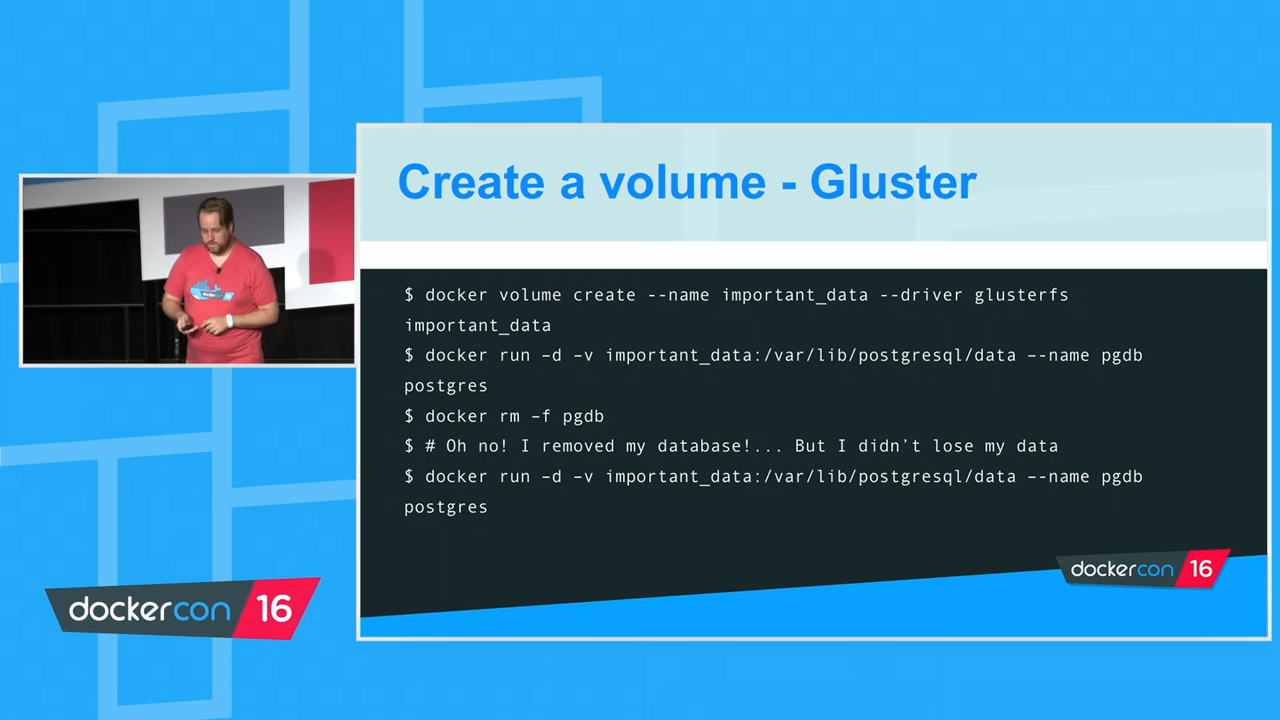 Create a volume - Gluster
$ docker volume create --name important_data --driver glusterfs
important_data
$ docker run –d –v important_data:/var/lib/postgresql/data –-name pgdb
postgres
$ docker rm –f pgdb
$ # Oh no! I removed my database!... But I didn’t lose my data
$ docker run –d –v important_data:/var/lib/postgresql/data –-name pgdb
postgres
dockercon 16
dockercon 16